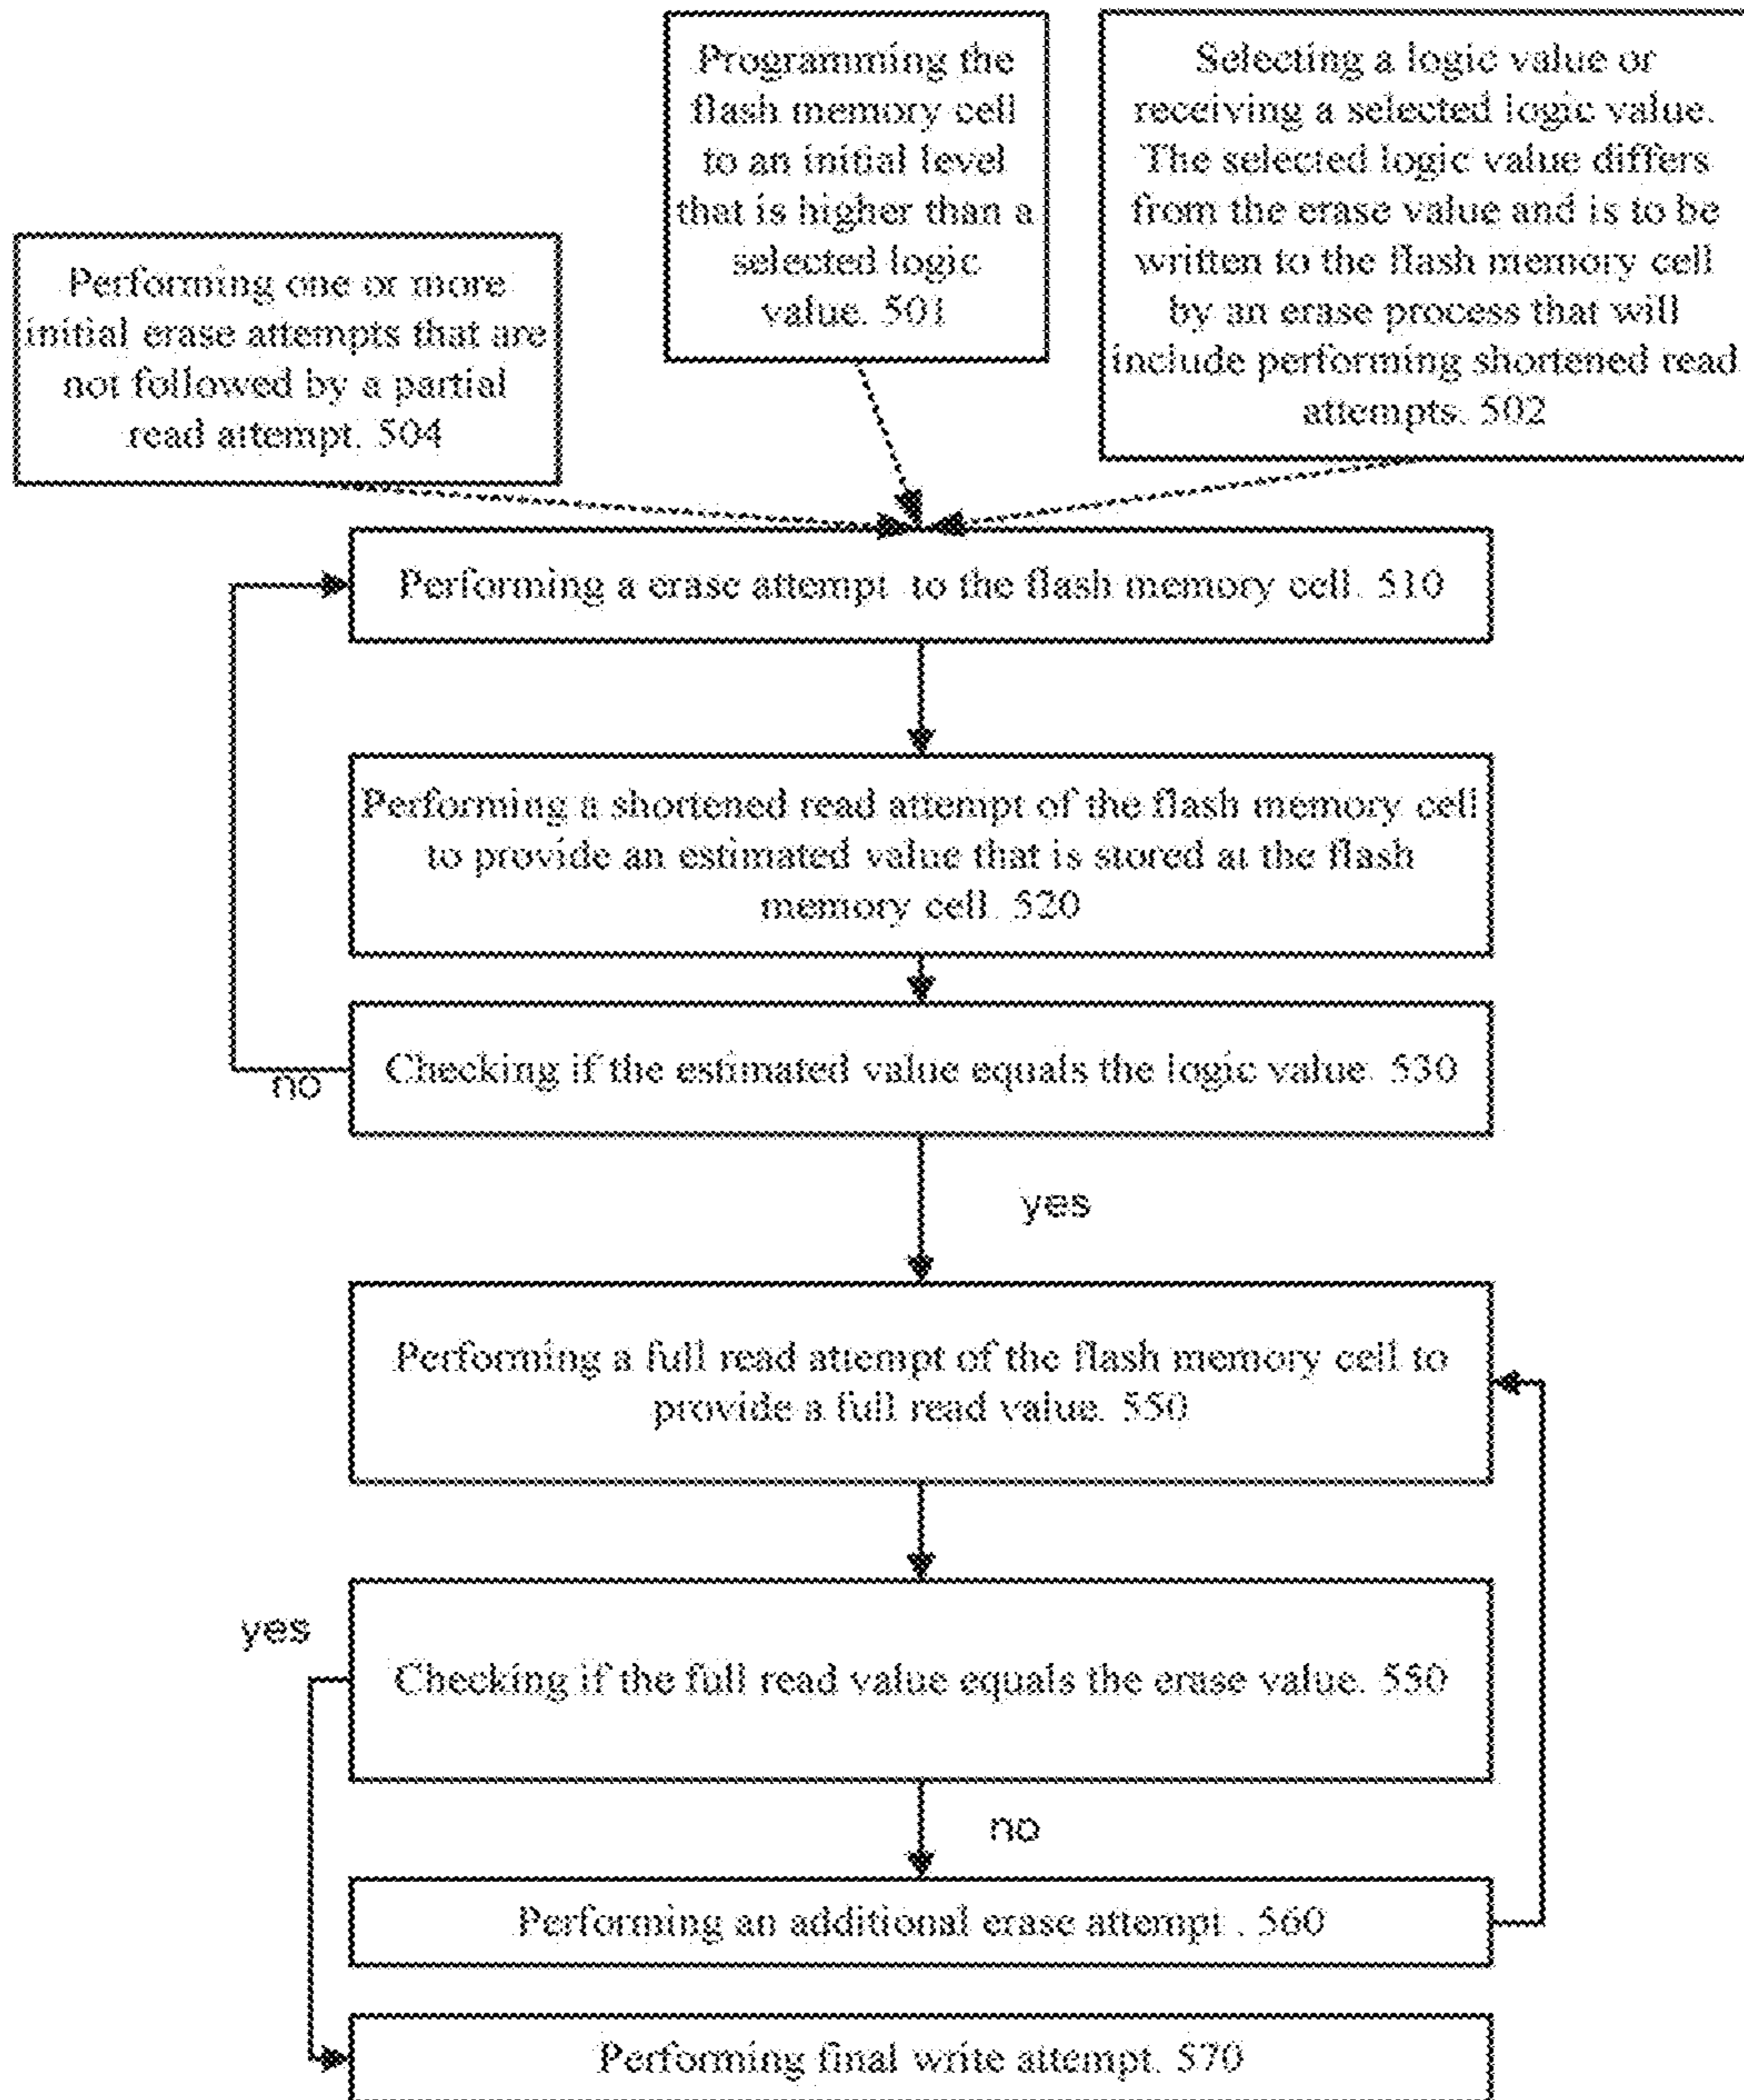 Programming the
flash memory cell
to an initial level
that is higher than a
selected logic
value. 501
Selecting a logic value or
receiving a selected logic value.
The selected logic value differs
from the erase value and is to be
written to the flash memory cell
by an erase process that will
include performing shortened read
attempts. 502
Performing one or more
initial erase attempts that are
not followed by a partial
read attempt. 504
Performing a erase attempt to the flash memory cell. 510
Performing a shortened read attempt of the flash memory cell
to provide an estimated value that is stored at the flash
memory cell. 520
Checking if the estimated value equals the logic value. 530
no
yes
Performing a full read attempt of the flash memory cell to
provide a full read value. 550
yes
Checking if the full read value equals the erase value. 550
no
Performing an additional erase attempt . 560
Performing final write attempt. 570